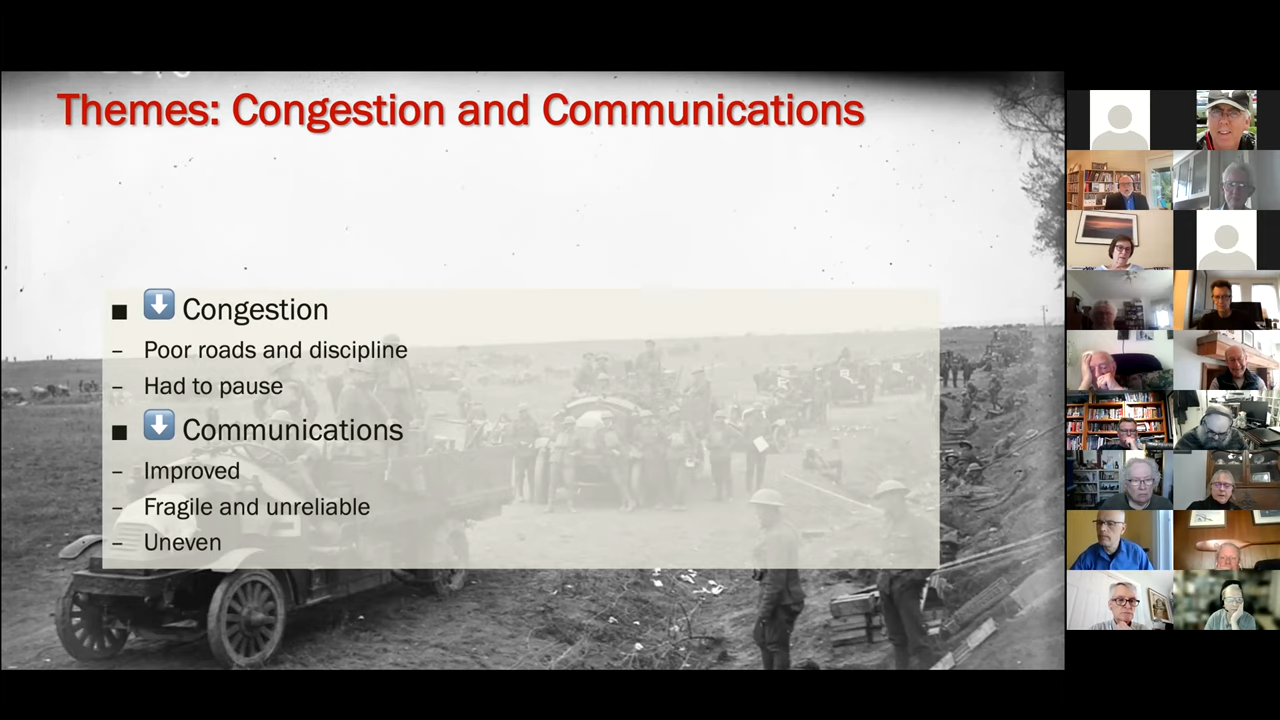 Themes: Congestion and Communications
■ ⬇️ Congestion
– Poor roads and discipline
– Had to pause
■ ⬇️ Communications
– Improved
– Fragile and unreliable
– Uneven